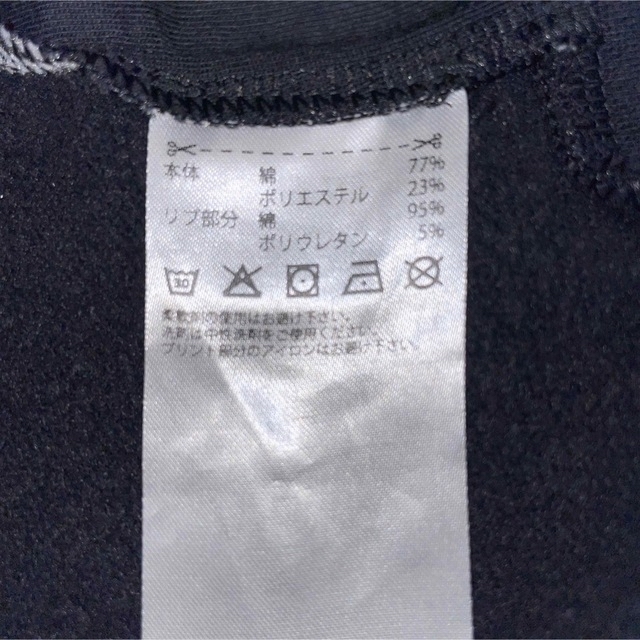 本体 綿 77%
ポリエステル 23%
リブ部分 綿 95%
ポリウレタン 5%
30
柔軟剤の使用はお避け下さい。
洗剤は中性洗剤をご使用ください。
プリント部分のアイロンはお避け下さい。